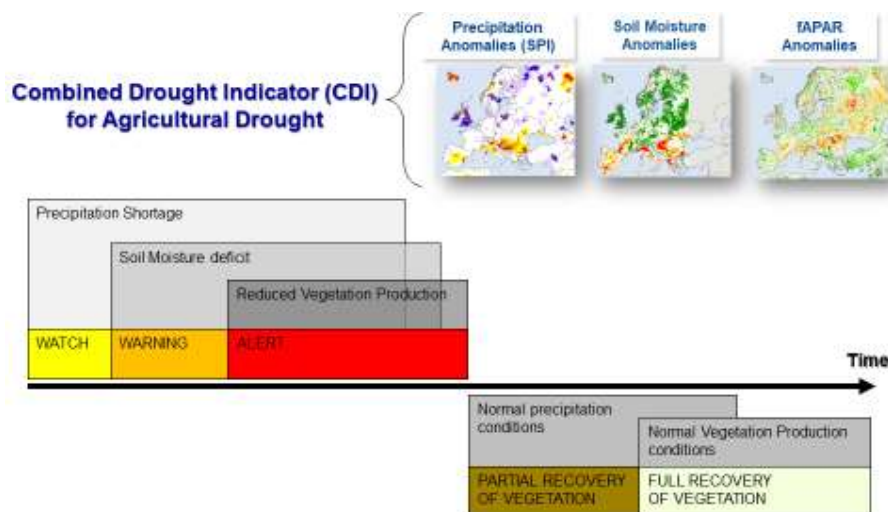 Precipitation
Anomalies (SPI)
Soil Moisture
Anomalies
fAPAR
Anomalies
Combined Drought Indicator (CDI)
for Agricultural Drought
Precipitation Shortage
Soil Moisture deficit
Reduced Vegetation Production
WATCH
WARNING
ALERT
Time
Normal precipitation
conditions
Normal Vegetation Production
conditions
PARTIAL RECOVERY
OF VEGETATION
FULL RECOVERY
OF VEGETATION